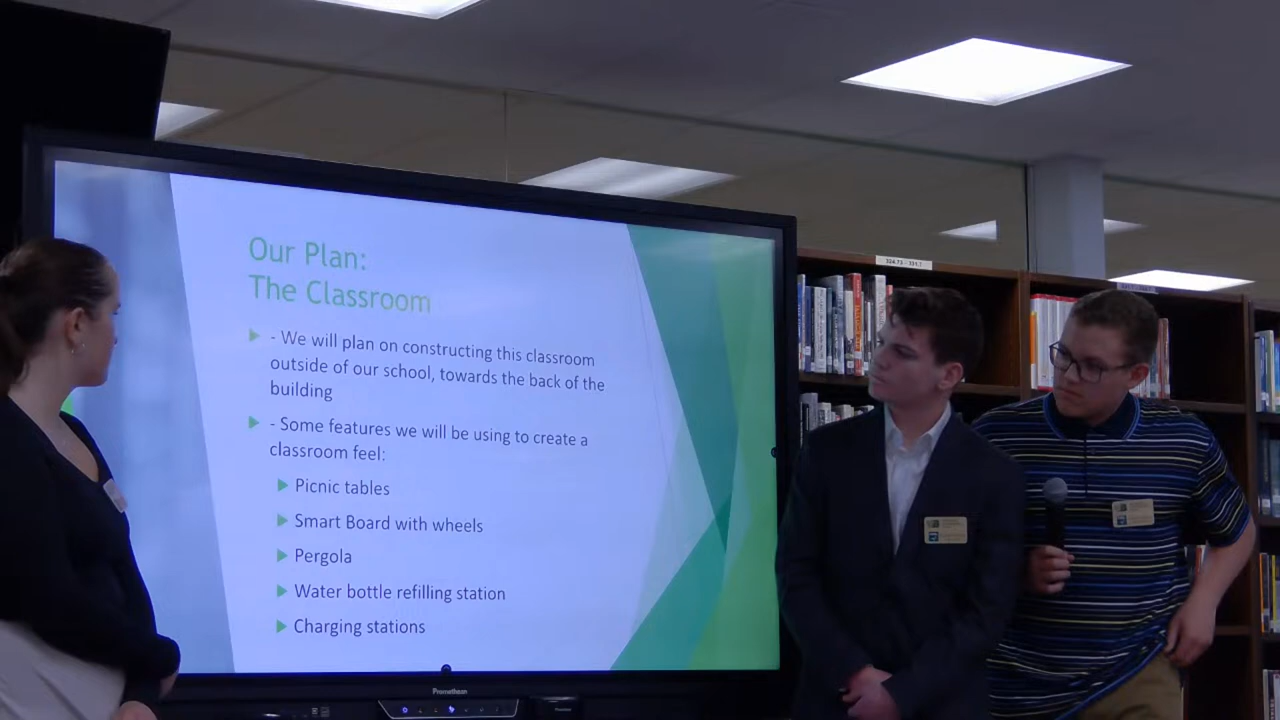 Our Plan:
The Classroom
- We will plan on constructing this classroom
outside of our school, towards the back of the
building
- Some features we will be using to create a
classroom feel:
Picnic tables
Smart Board with wheels
Pergola
Water bottle refilling station
Charging stations
Promethean